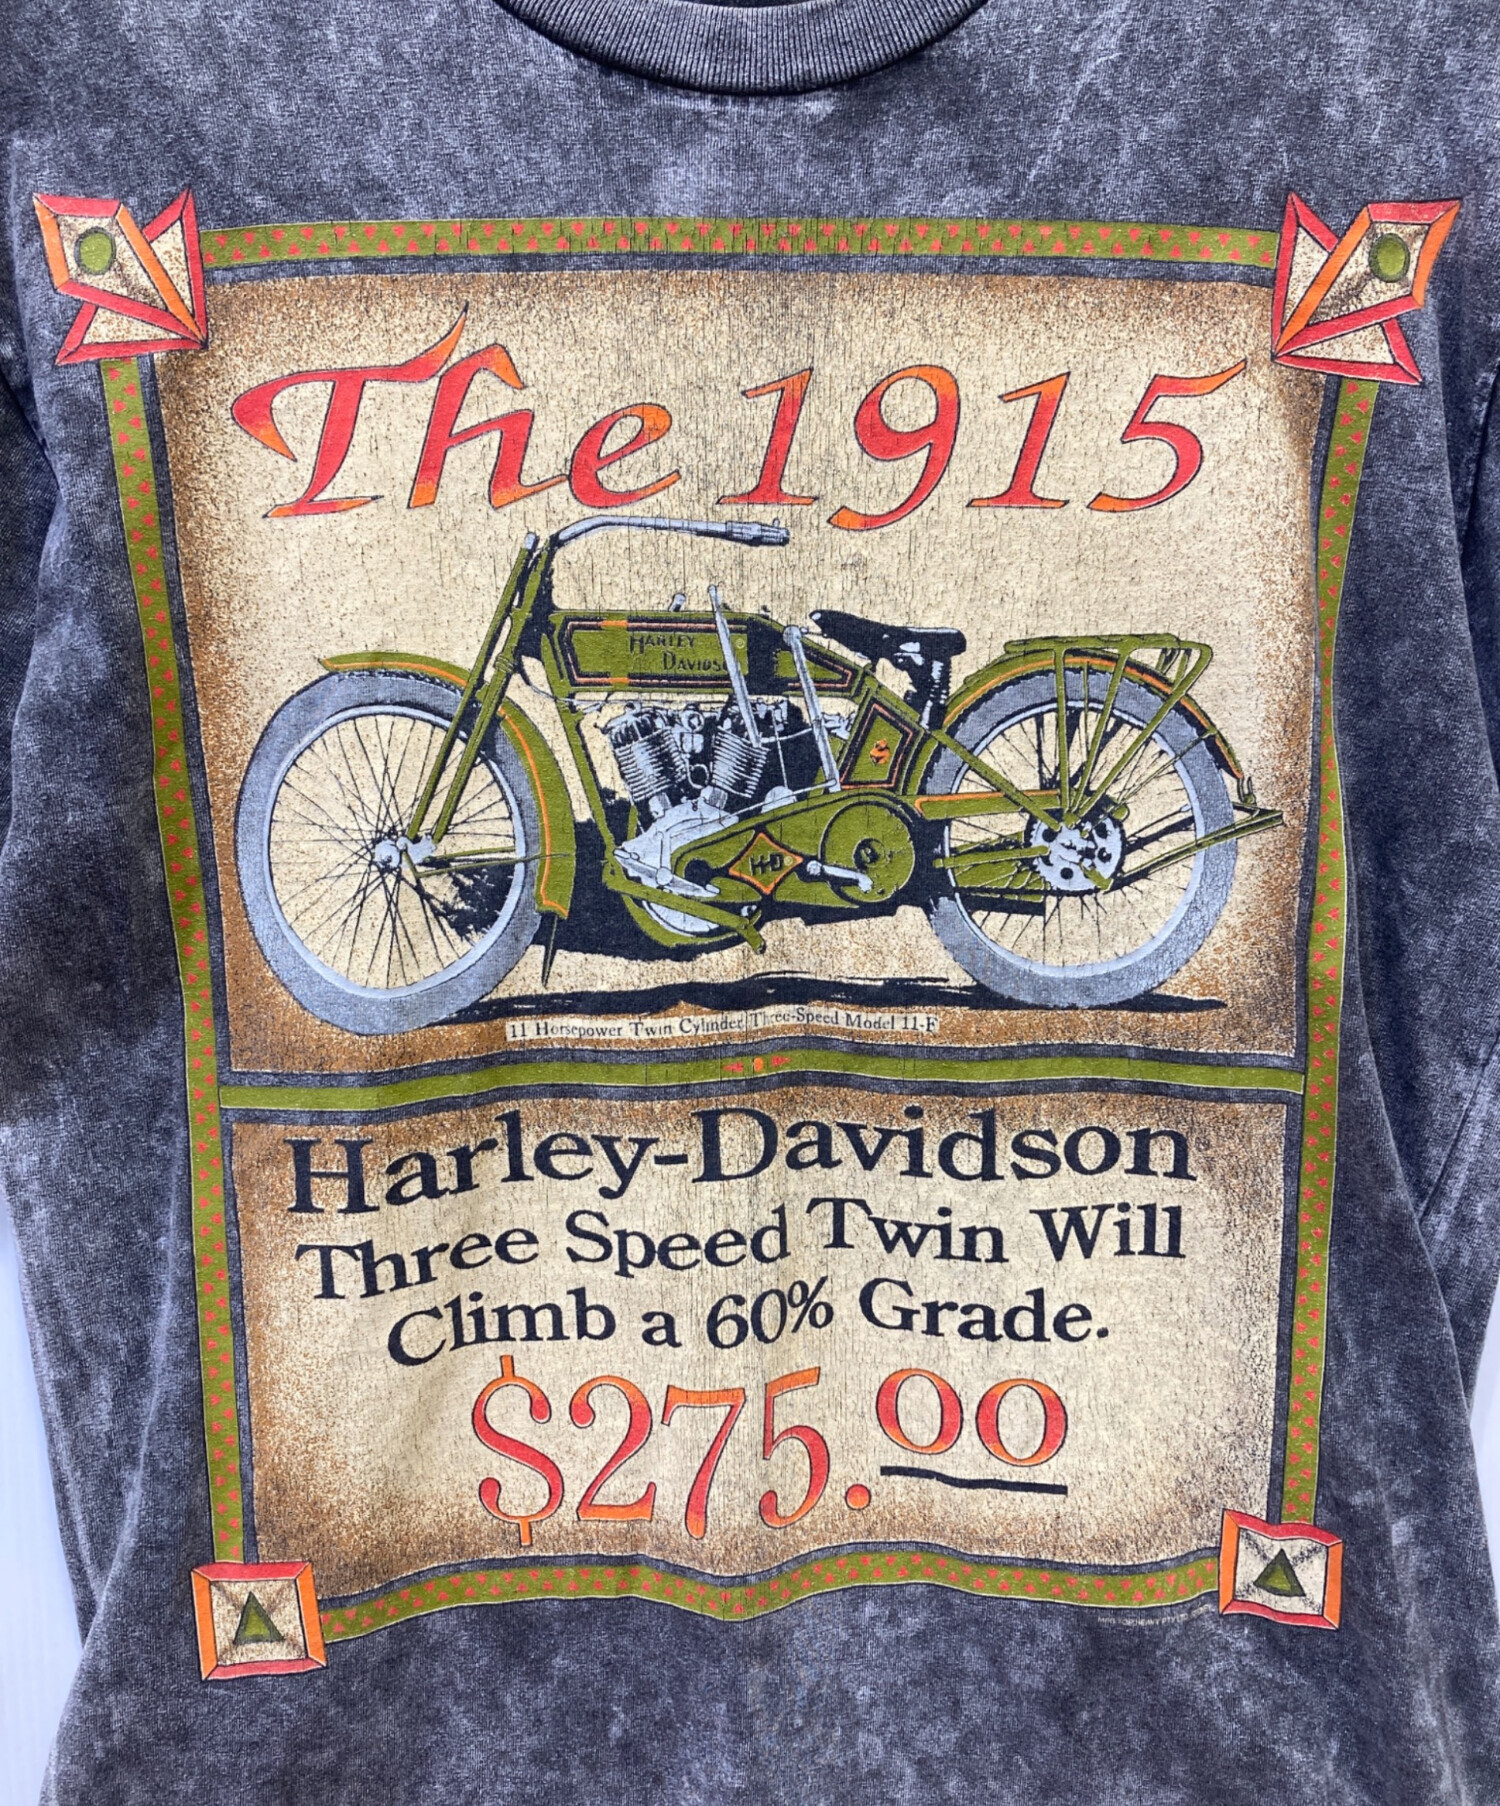 The 1915
HARLEY
DAVIDSO
H-D
11 Horsepower Twin Cylinder Three-Speed Model 11-F
Harley-Davidson
Three Speed Twin Will
Climb a 60% Grade.
$275.00